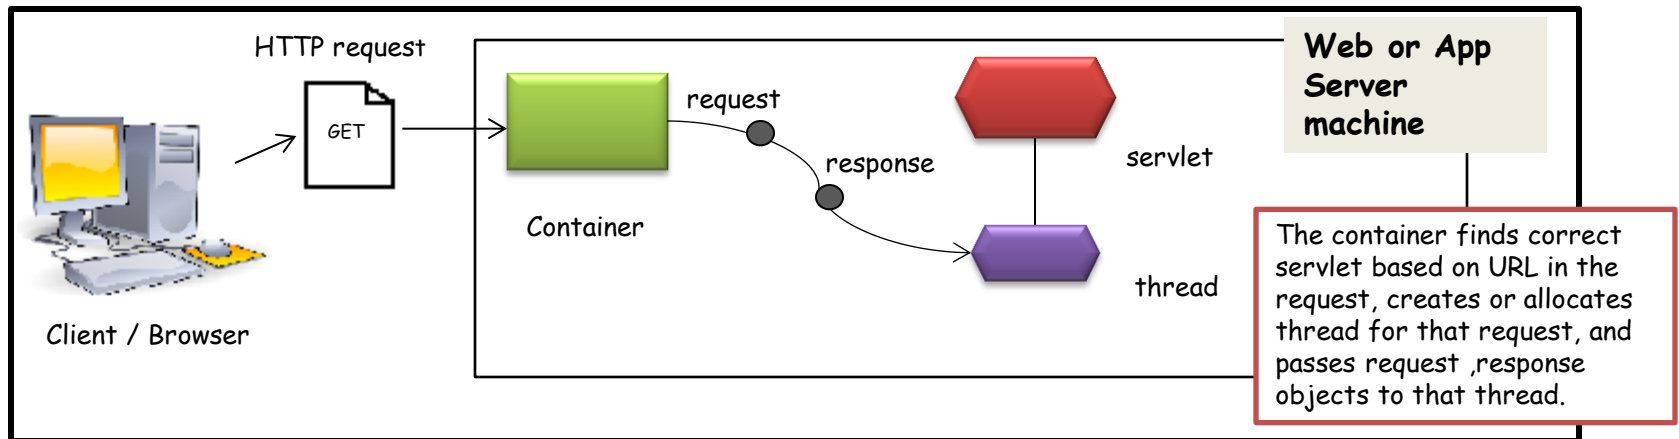 HTTP request
GET
Client / Browser
Container
request
response
servlet
thread
Web or App
Server
machine
The container finds correct
servlet based on URL in the
request, creates or allocates
thread for that request, and
passes request ,response
objects to that thread.